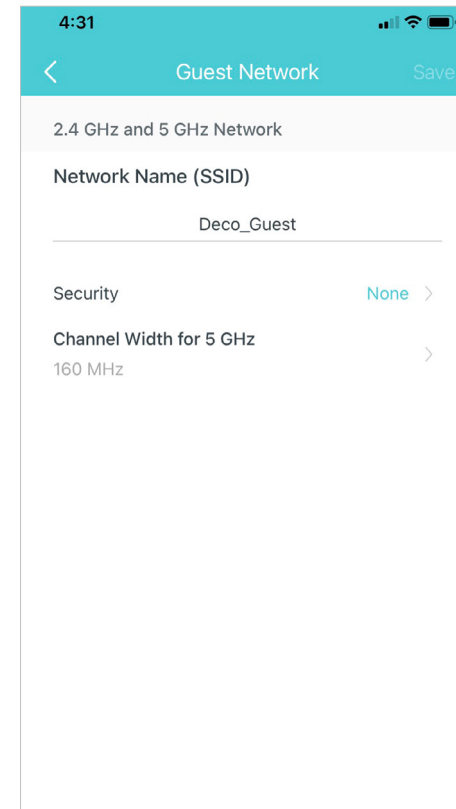 4:31
Guest Network
Save
2.4 GHz and 5 GHz Network
Network Name (SSID)
Deco_Guest
Security
None
Channel Width for 5 GHz
160 MHz